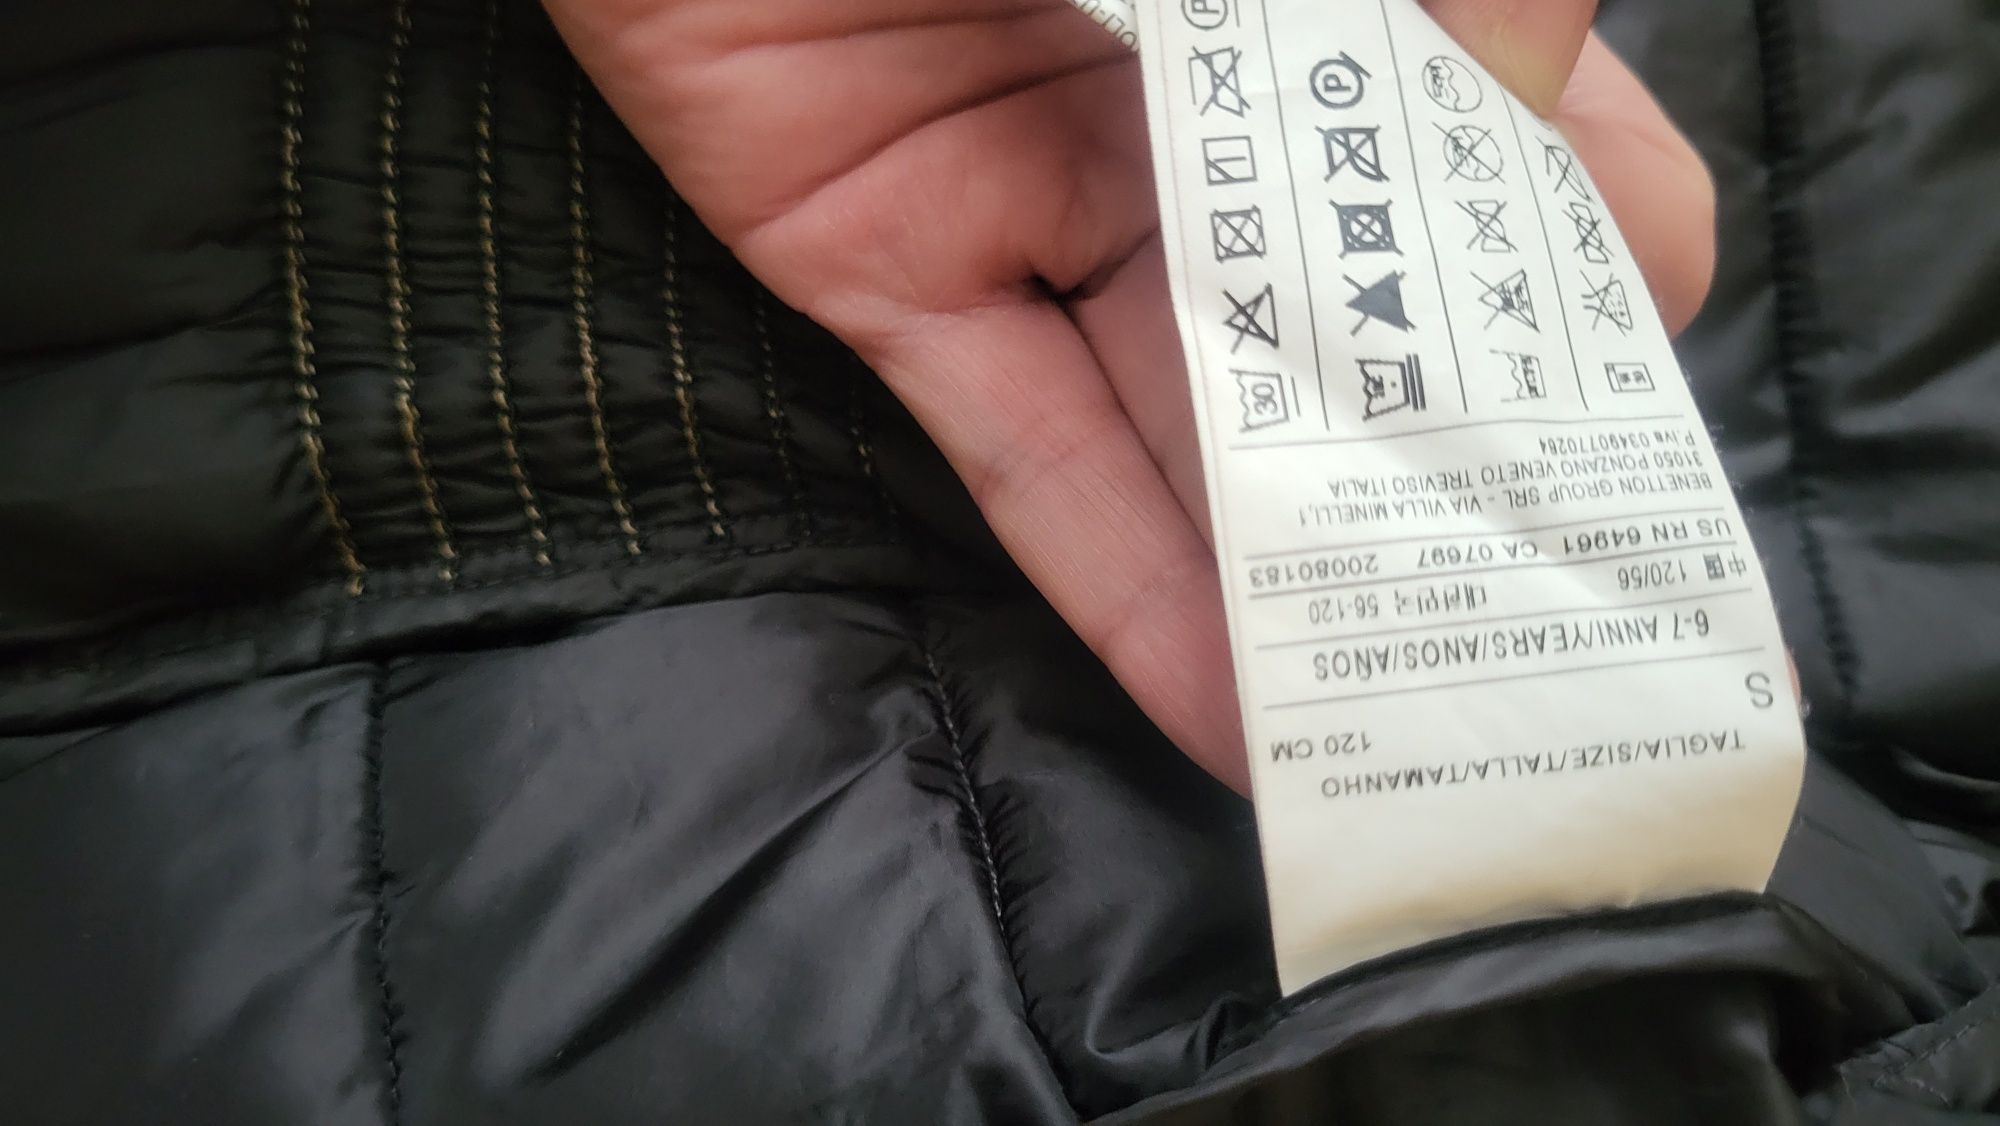 TAGLIA/SIZE/TALLA/TAMANHO
120 CM
S
6-7 ANNI/YEARS/ANOS/AÑOS
中国 120/56 대한민국 56-120
US RN 64961 CA 07697 20080183
BENETTON GROUP SRL - VIA VILLA MINELLI,1
31050 PONZANO VENETO TREVISO ITALIA
P.iva 03490770264
30
P
P